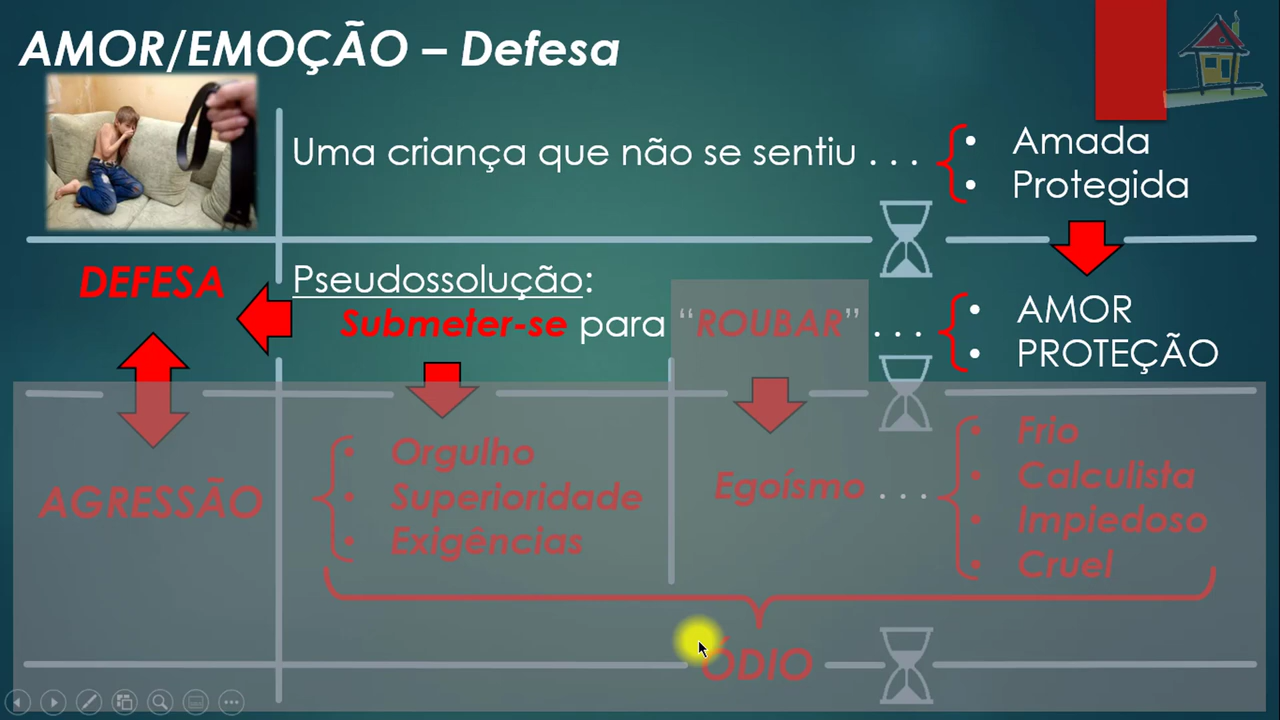 AMOR/EMOÇÃO – Defesa
Uma criança que não se sentiu . . .
• Amada
• Protegida
DEFESA
Pseudossolução:
Submeter-se para “ROUBAR” . . .
• AMOR
• PROTEÇÃO
AGRESSÃO
• Orgulho
• Superioridade
• Exigências
Egoísmo . . .
• Frio
• Calculista
• Impiedoso
• Cruel
ÓDIO